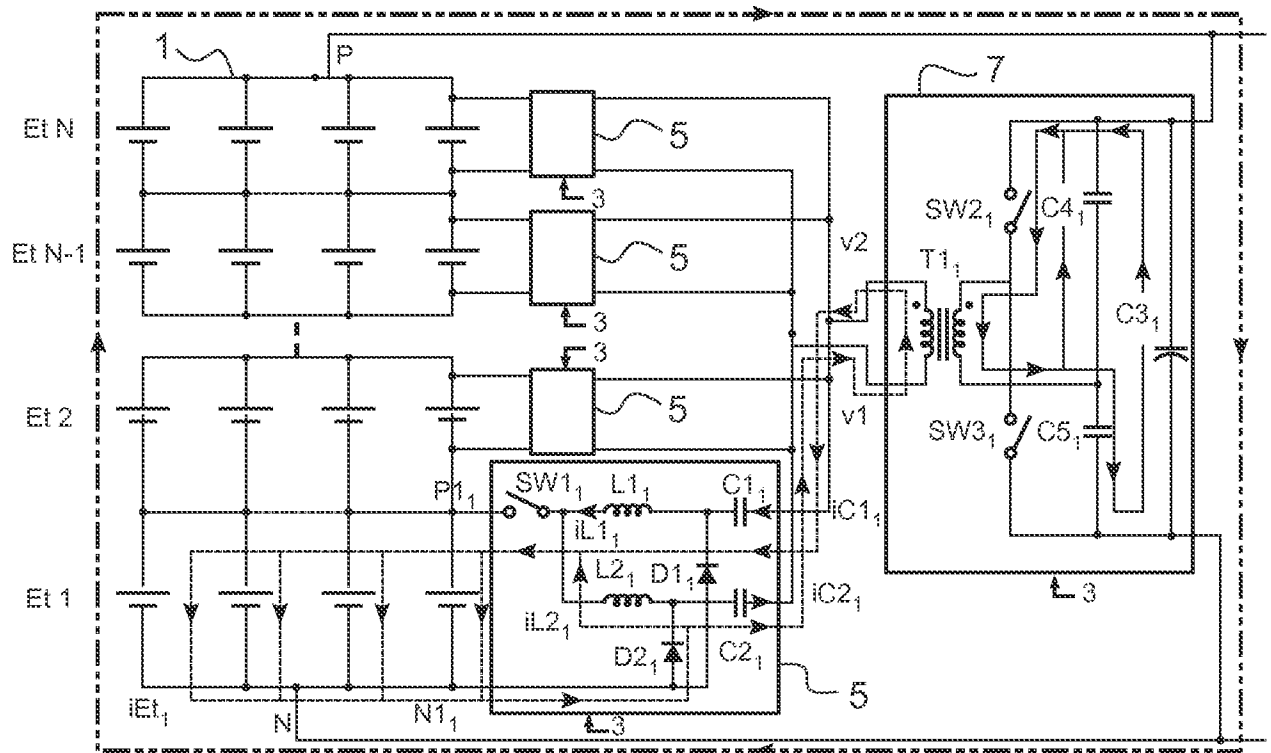 1
P
7
Et N
5
3
SW2₁
C4₁
Et N-1
5
v2
T1₁
C3₁
3
3
Et 2
5
v1
SW3₁
C5₁
P1₁
SW1₁
L1₁
C1₁
iL1₁
iC1₁
Et 1
L2₁
D1₁
iC2₁
3
iL2₁
D2₁
C2₁
5
iEt₁
N
N1₁
3